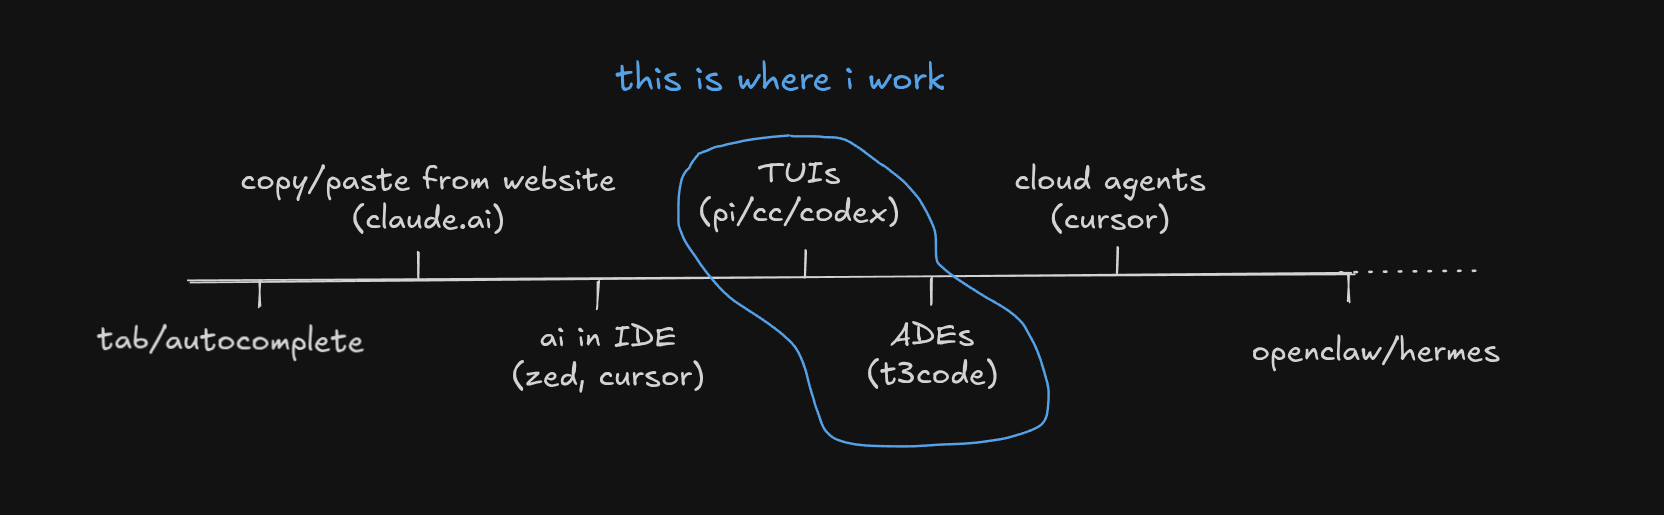 this is where i work
copy/paste from website
(claude.ai)
TUIs
(pi/cc/codex)
cloud agents
(cursor)
tab/autocomplete
ai in IDE
(zed, cursor)
ADEs
(t3code)
openclaw/hermes